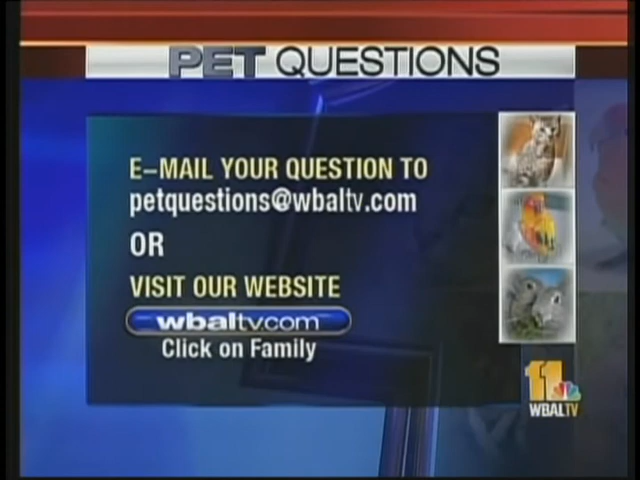 PET QUESTIONS
E-MAIL YOUR QUESTION TO
petquestions@wbaltv.com
OR
VISIT OUR WEBSITE
wbaltv.com
Click on Family
11
WBALTV